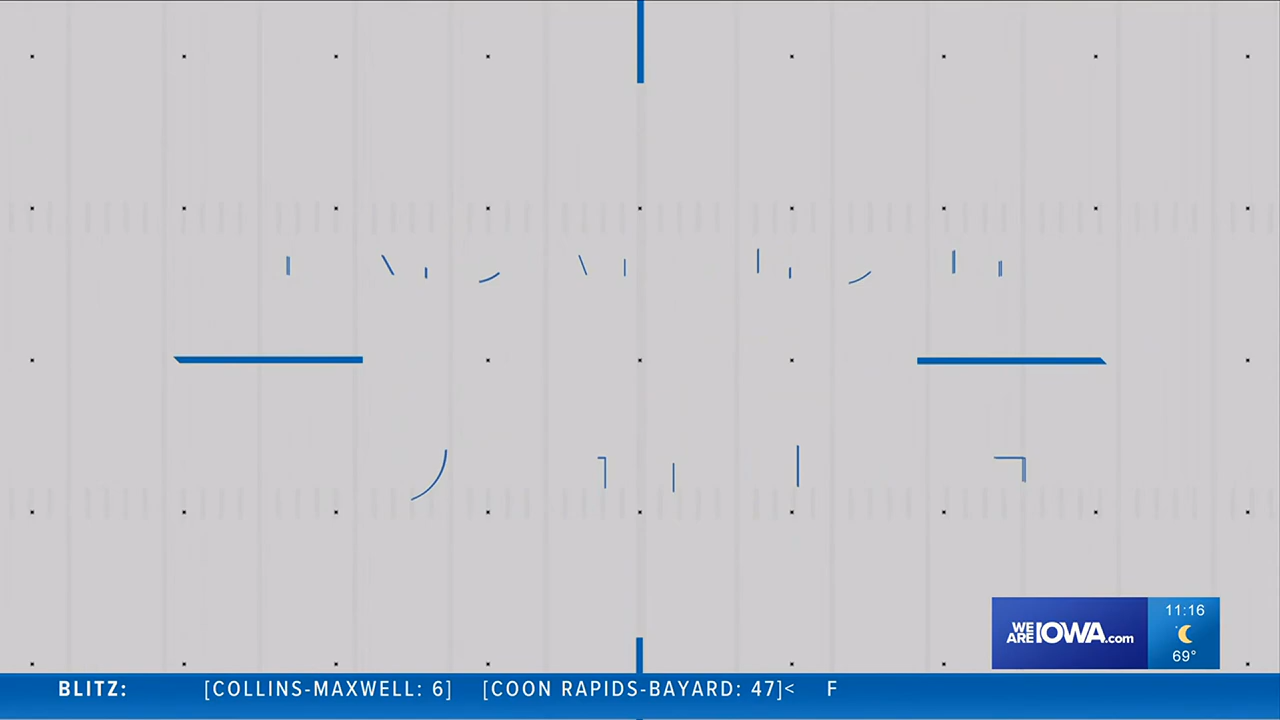 WE
ARE IOWA.com
11:16
69°
BLITZ: [COLLINS-MAXWELL: 6] [COON RAPIDS-BAYARD: 47]< F